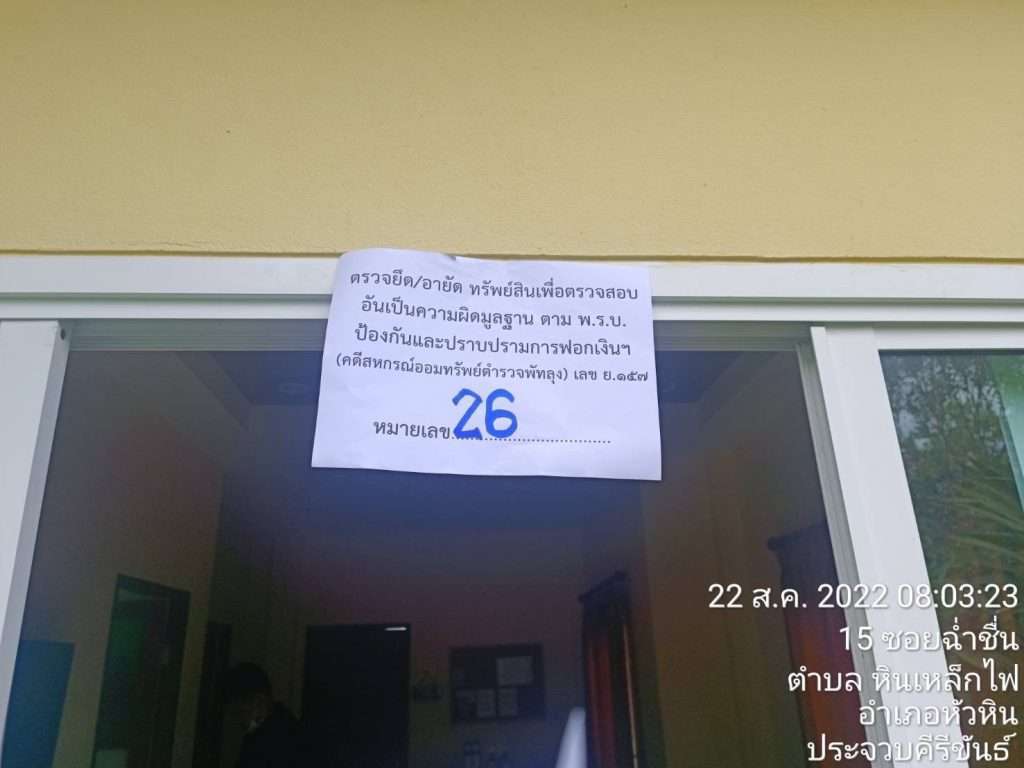 ตรวจยึด/อายัด ทรัพย์สินเพื่อตรวจสอบ
อันเป็นความผิดมูลฐาน ตาม พ.ร.บ.
ป้องกันและปราบปรามการฟอกเงินฯ
(คดีสหกรณ์ออมทรัพย์ตำรวจพัทลุง) เลข ย.๑๕๗
หมายเลข..26..............................
22 ส.ค. 2022 08:03:23
15 ซอยฉ่ำชื่น
ตำบล หินเหล็กไฟ
อำเภอหัวหิน
ประจวบคีรีขันธ์